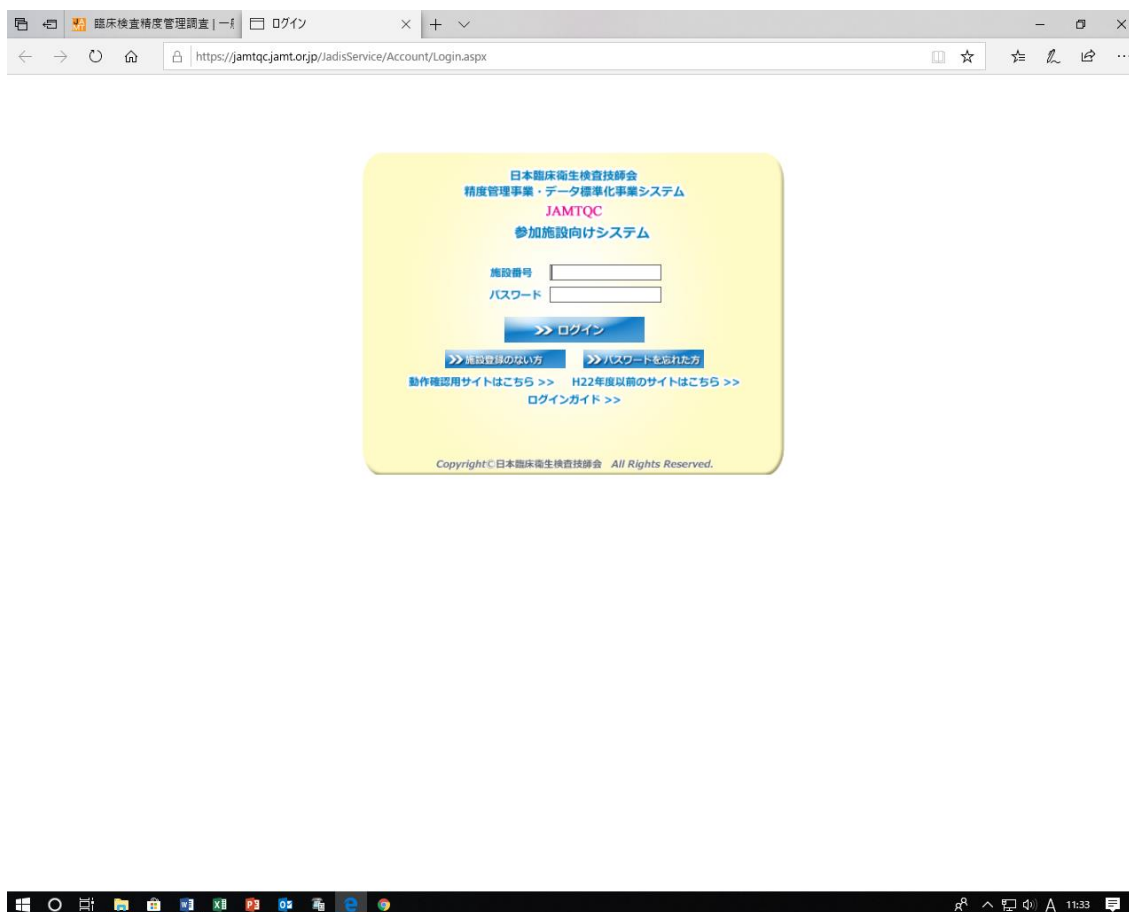 臨床検査精度管理調査 | 一般
ログイン
https://jamtqc.jamt.or.jp/JadisService/Account/Login.aspx
日本臨床衛生検査技師会
精度管理事業・データ標準化事業システム
JAMTQC
参加施設向けシステム
施設番号
パスワード
>> ログイン
>> 施設登録のない方 >> パスワードを忘れた方
動作確認用サイトはこちら >> H22年度以前のサイトはこちら >>
ログインガイド >>
Copyright©日本臨床衛生検査技師会 All Rights Reserved.
A 11:33